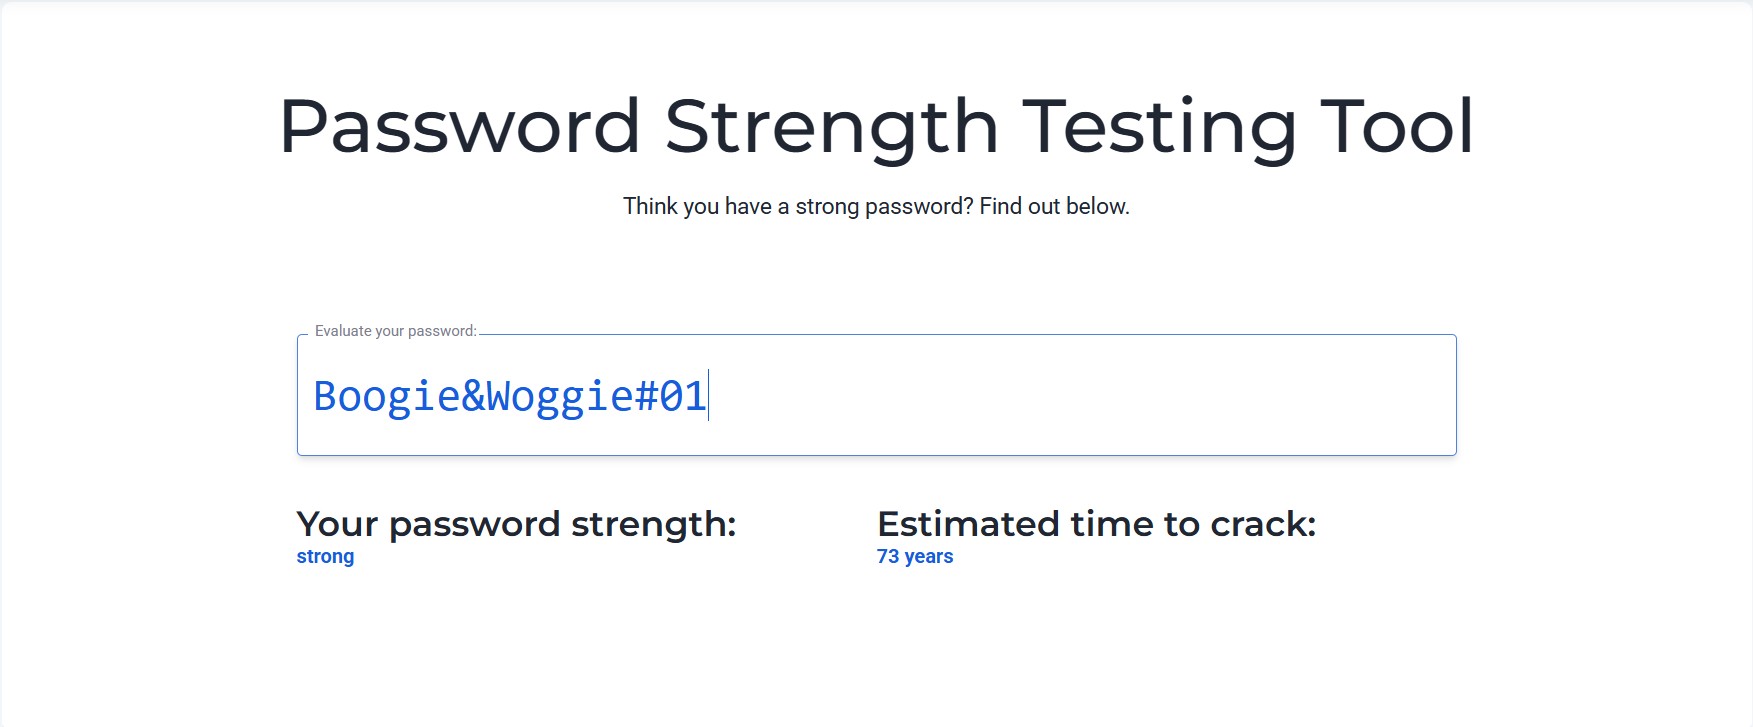 Password Strength Testing Tool
Think you have a strong password? Find out below.
Evaluate your password:
Boogie&Woggie#01
Your password strength:
strong
Estimated time to crack:
73 years